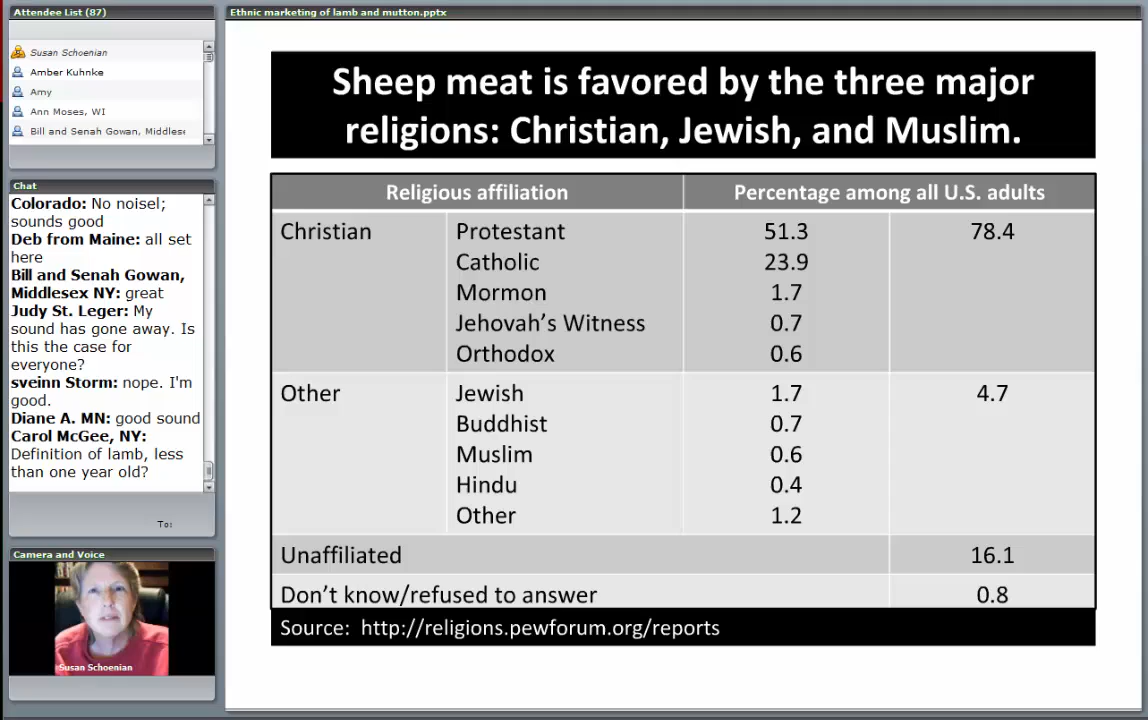 Attendee List (87)
Susan Schoenian
Amber Kuhnke
Amy
Ann Moses, WI
Bill and Senah Gowan, Middlese
Chat
Colorado: No noisel;
sounds good
Deb from Maine: all set
here
Bill and Senah Gowan,
Middlesex NY: great
Judy St. Leger: My
sound has gone away. Is
this the case for
everyone?
sveinn Storm: nope. I'm
good.
Diane A. MN: good sound
Carol McGee, NY:
Definition of lamb, less
than one year old?
To:
Camera and Voice
Susan Schoenian
Ethnic marketing of lamb and mutton.pptx
Sheep meat is favored by the three major
religions: Christian, Jewish, and Muslim.
Religious affiliation Percentage among all U.S. adults
Christian Protestant 51.3 78.4
Catholic 23.9
Mormon 1.7
Jehovah’s Witness 0.7
Orthodox 0.6
Other Jewish 1.7 4.7
Buddhist 0.7
Muslim 0.6
Hindu 0.4
Other 1.2
Unaffiliated 16.1
Don’t know/refused to answer 0.8
Source: http://religions.pewforum.org/reports